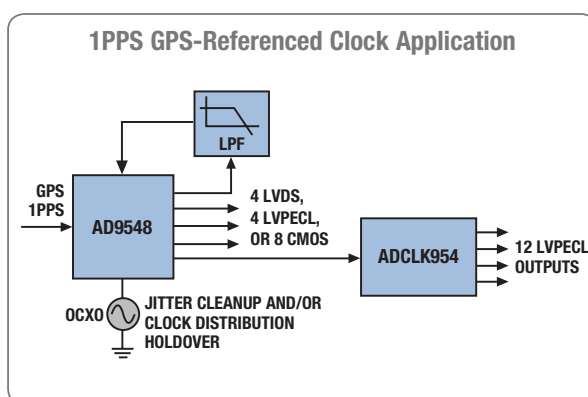 1PPS GPS-Referenced Clock Application
LPF
GPS
1PPS
AD9548
4 LVDS,
4 LVPECL,
OR 8 CMOS
ADCLK954
12 LVPECL
OUTPUTS
OCXO
JITTER CLEANUP AND/OR
CLOCK DISTRIBUTION
HOLDOVER